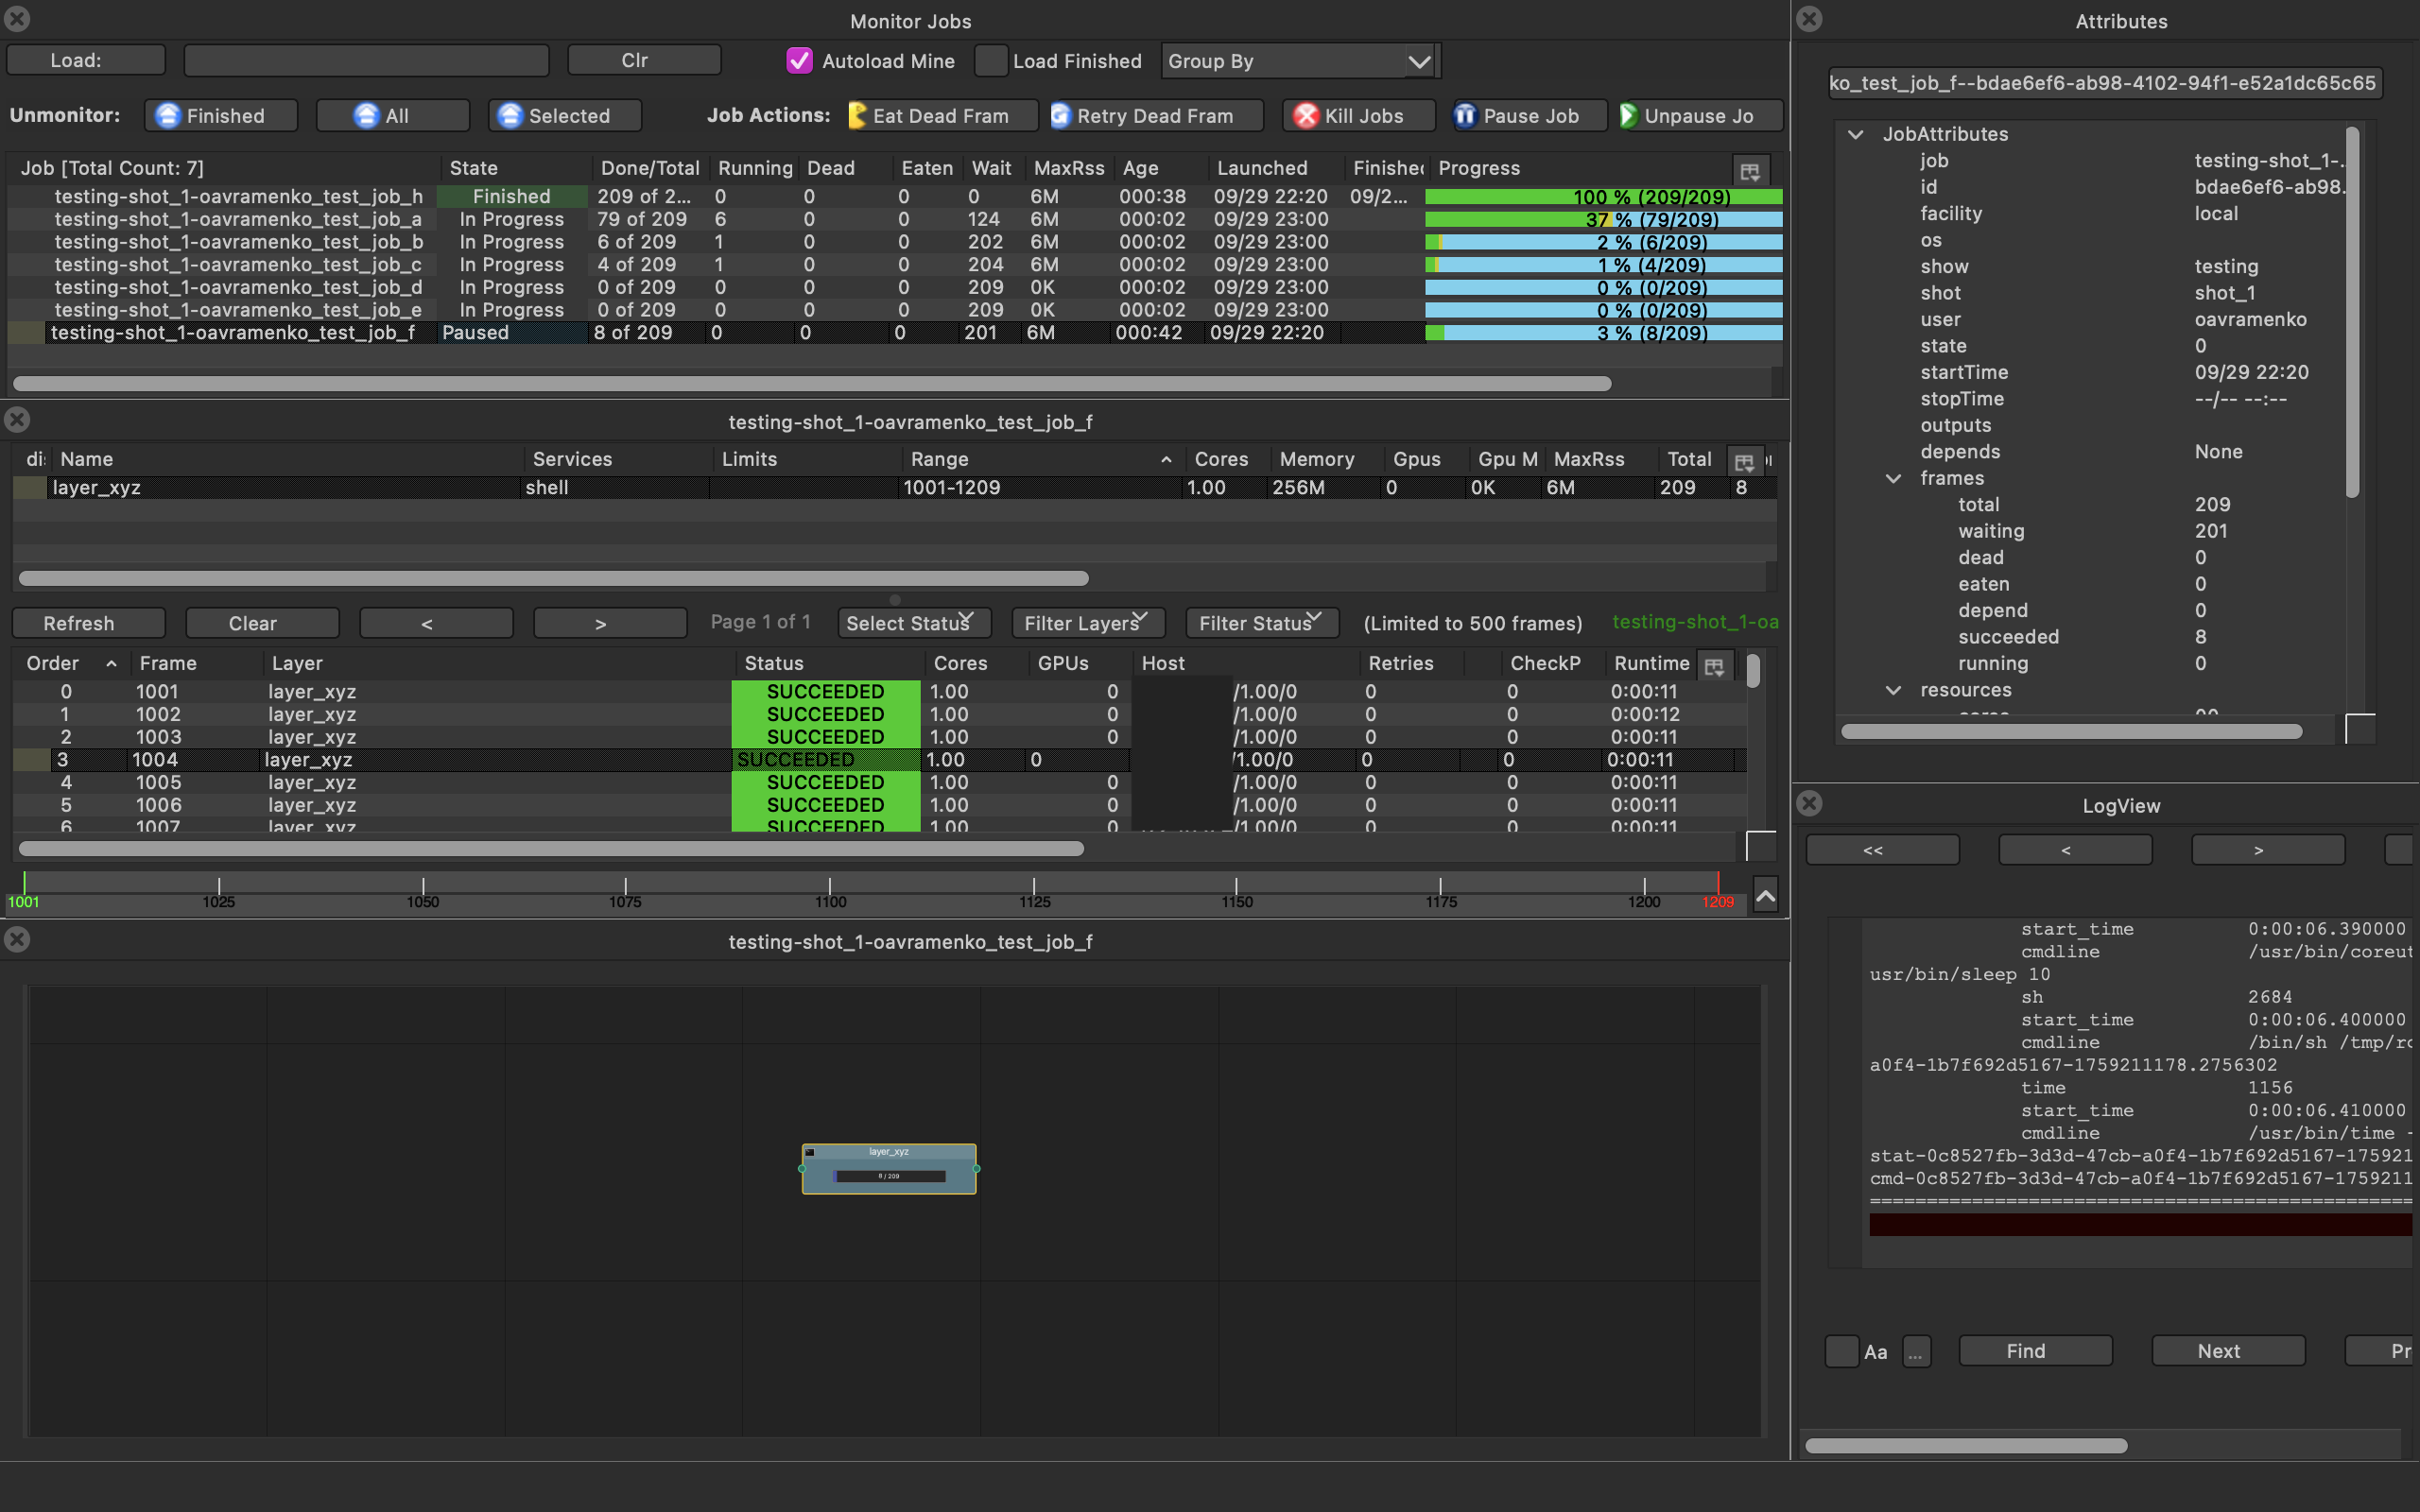 Monitor Jobs
Load: Clr Autoload Mine Load Finished Group By
Unmonitor: Finished All Selected Job Actions: Eat Dead Fram Retry Dead Fram Kill Jobs Pause Job Unpause Jo
Job [Total Count: 7] State Done/Total Running Dead Eaten Wait MaxRss Age Launched Finished Progress
testing-shot_1-oavramenko_test_job_h Finished 209 of 2... 0 0 0 0 6M 000:38 09/29 22:20 09/2... 100 % (209/209)
testing-shot_1-oavramenko_test_job_a In Progress 79 of 209 6 0 0 124 6M 000:02 09/29 23:00 37 % (79/209)
testing-shot_1-oavramenko_test_job_b In Progress 6 of 209 1 0 0 202 6M 000:02 09/29 23:00 2 % (6/209)
testing-shot_1-oavramenko_test_job_c In Progress 4 of 209 1 0 0 204 6M 000:02 09/29 23:00 1 % (4/209)
testing-shot_1-oavramenko_test_job_d In Progress 0 of 209 0 0 0 209 0K 000:02 09/29 23:00 0 % (0/209)
testing-shot_1-oavramenko_test_job_e In Progress 0 of 209 0 0 0 209 0K 000:02 09/29 23:00 0 % (0/209)
testing-shot_1-oavramenko_test_job_f Paused 8 of 209 0 0 0 201 6M 000:42 09/29 22:20 3 % (8/209)
testing-shot_1-oavramenko_test_job_f
Name Services Limits Range Cores Memory Gpus Gpu M MaxRss Total
layer_xyz shell 1001-1209 1.00 256M 0 0K 6M 209 8
Refresh Clear < > Page 1 of 1 Select Status Filter Layers Filter Status (Limited to 500 frames) testing-shot_1-oa
Order Frame Layer Status Cores GPUs Host Retries CheckP Runtime
0 1001 layer_xyz SUCCEEDED 1.00 0 /1.00/0 0 0 0:00:11
1 1002 layer_xyz SUCCEEDED 1.00 0 /1.00/0 0 0 0:00:12
2 1003 layer_xyz SUCCEEDED 1.00 0 /1.00/0 0 0 0:00:11
3 1004 layer_xyz SUCCEEDED 1.00 0 /1.00/0 0 0 0:00:11
4 1005 layer_xyz SUCCEEDED 1.00 0 /1.00/0 0 0 0:00:11
5 1006 layer_xyz SUCCEEDED 1.00 0 /1.00/0 0 0 0:00:11
6 1007 layer_xyz SUCCEEDED 1.00 0 /1.00/0 0 0 0:00:11
1001 1025 1050 1075 1100 1125 1150 1175 1200 1209
testing-shot_1-oavramenko_test_job_f
layer_xyz
8 / 209
Attributes
ko_test_job_f--bdae6ef6-ab98-4102-94f1-e52a1dc65c65
JobAttributes
job testing-shot_1-..
id bdae6ef6-ab98.
facility local
os
show testing
shot shot_1
user oavramenko
state 0
startTime 09/29 22:20
stopTime --/-- --:--
outputs
depends None
frames
total 209
waiting 201
dead 0
eaten 0
depend 0
succeeded 8
running 0
resources
LogView
<< < >
start_time 0:00:06.390000
cmdline /usr/bin/coreut
usr/bin/sleep 10
sh 2684
start_time 0:00:06.400000
cmdline /bin/sh /tmp/rc
a0f4-1b7f692d5167-1759211178.2756302
time 1156
start_time 0:00:06.410000
cmdline /usr/bin/time -
stat-0c8527fb-3d3d-47cb-a0f4-1b7f692d5167-175921
cmd-0c8527fb-3d3d-47cb-a0f4-1b7f692d5167-1759211
================================================
Aa ... Find Next Pr